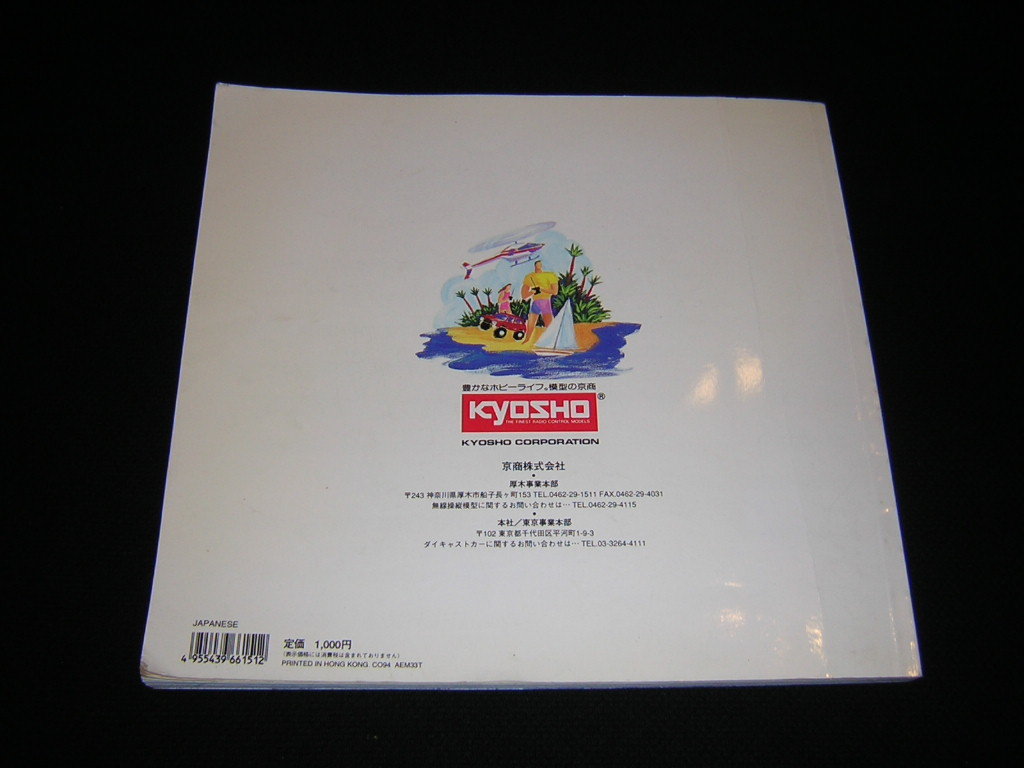 豊かなホビーライフ。模型の京商
KYOSHO®
THE FINEST RADIO CONTROL MODELS
KYOSHO CORPORATION
京商株式会社
•
厚木事業本部
〒243 神奈川県厚木市船子長ヶ町153 TEL.0462-29-1511 FAX.0462-29-4031
無線操縦模型に関するお問い合わせは… TEL.0462-29-4115
•
本社／東京事業本部
〒102 東京都千代田区平河町1-9-3
ダイキャストカーに関するお問い合わせは… TEL.03-3264-4111
JAPANESE
4 955439 661512
定価 1,000円
(表示価格には消費税は含まれておりません)
PRINTED IN HONG KONG. CO94 AEM33T